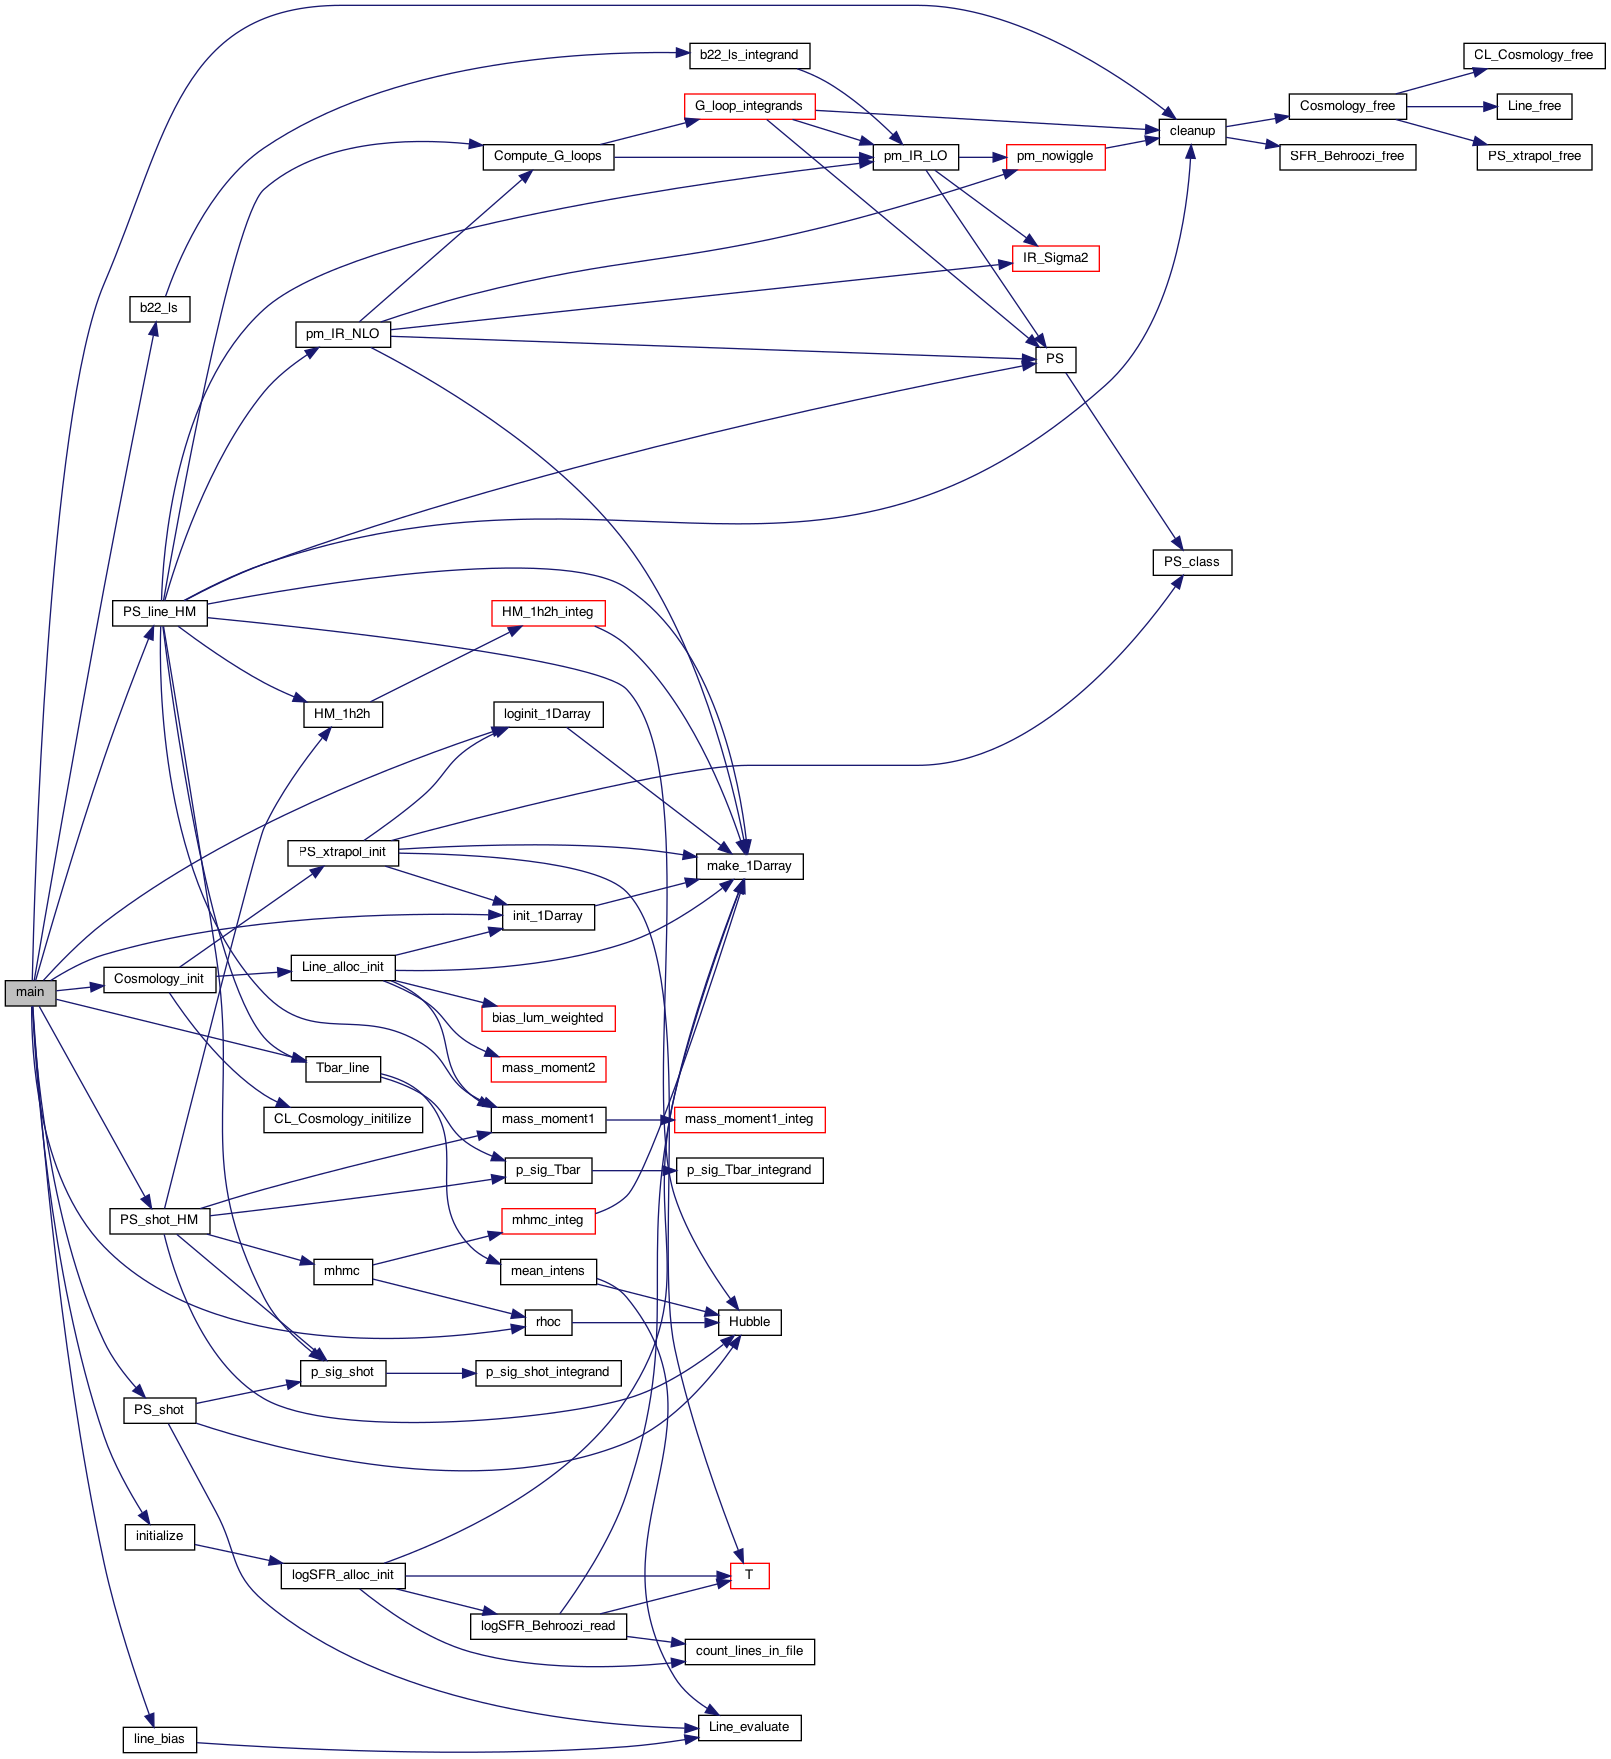 b22_ls_integrand
CL_Cosmology_free
G_loop_integrands
Cosmology_free
Line_free
cleanup
Compute_G_loops
pm_IR_LO
pm_nowiggle
SFR_Behroozi_free
PS_xtrapol_free
IR_Sigma2
b22_ls
pm_IR_NLO
PS
PS_class
PS_line_HM
HM_1h2h_integ
HM_1h2h
loginit_1Darray
PS_xtrapol_init
make_1Darray
init_1Darray
Line_alloc_init
Cosmology_init
main
bias_lum_weighted
Tbar_line
mass_moment2
CL_Cosmology_initilize
mass_moment1
mass_moment1_integ
p_sig_Tbar
p_sig_Tbar_integrand
PS_shot_HM
mhmc_integ
mhmc
mean_intens
rhoc
Hubble
p_sig_shot
p_sig_shot_integrand
PS_shot
initialize
logSFR_alloc_init
T
logSFR_Behroozi_read
count_lines_in_file
Line_evaluate
line_bias